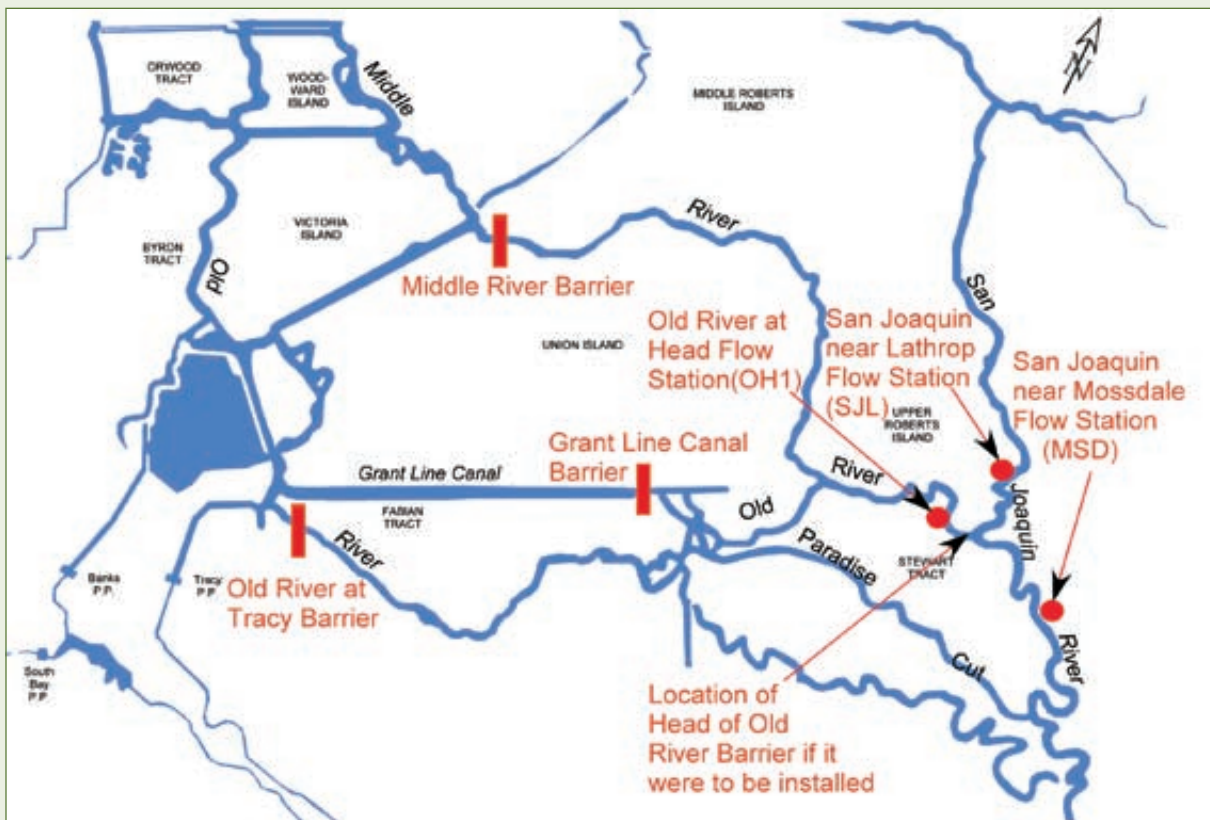 ORWOOD
TRACT
WOOD-
WARD
ISLAND
Middle
MIDDLE ROBERTS
ISLAND
N
VICTORIA
ISLAND
BYRON
TRACT
Old
River
Middle River Barrier
San
UNION ISLAND
Old River at
Head Flow
Station(OH1)
San Joaquin
near Lathrop
Flow Station
(SJL)
San Joaquin
near Mossdale
Flow Station
(MSD)
UPPER
ROBERTS
ISLAND
Grant Line Canal
Barrier
Grant Line Canal
FABIAN
TRACT
River
Old
River
Joaquin
Paradise
STEWART
TRACT
Banks
P.P.
Tracy
P.P.
Old River at
Tracy Barrier
River
Cut
South
Bay
P.P.
Location of
Head of Old
River Barrier if it
were to be installed